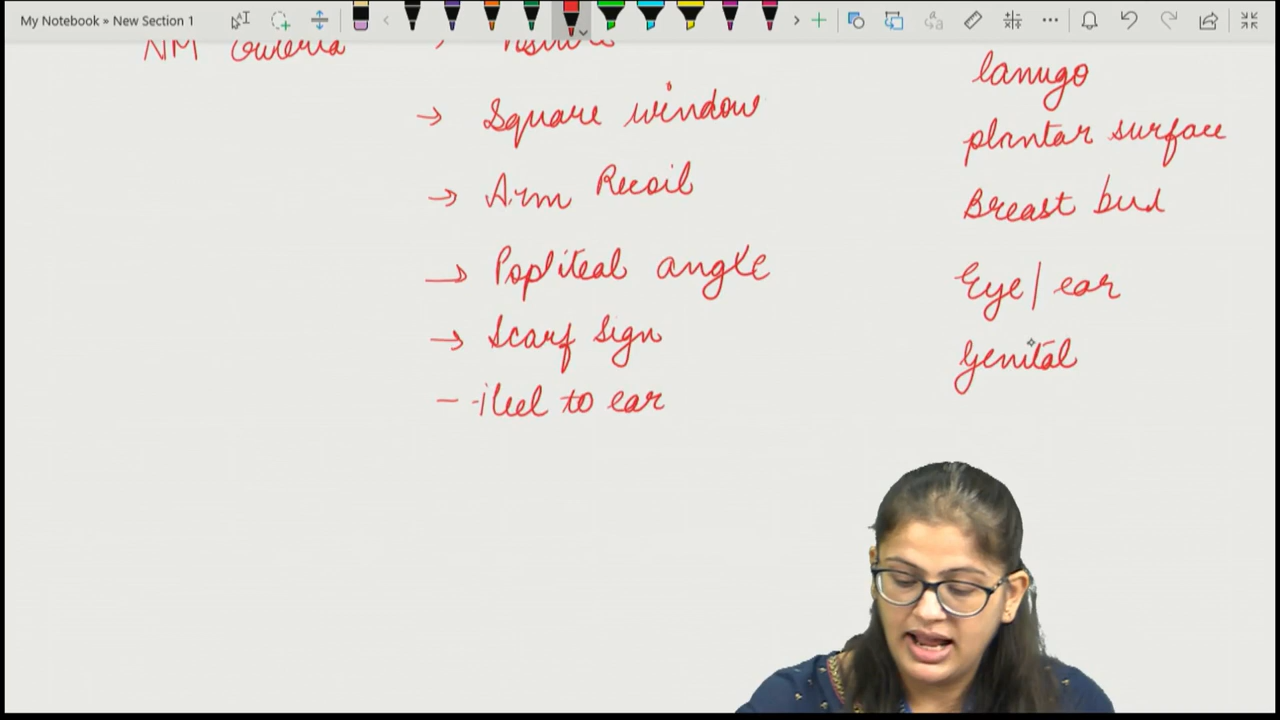 My Notebook » New Section 1
NM Criteria
→ Square window
→ Arm Recoil
→ Popliteal angle
→ Scarf sign
– Heel to ear
lanugo
plantar surface
Breast bud
Eye/ear
Genital